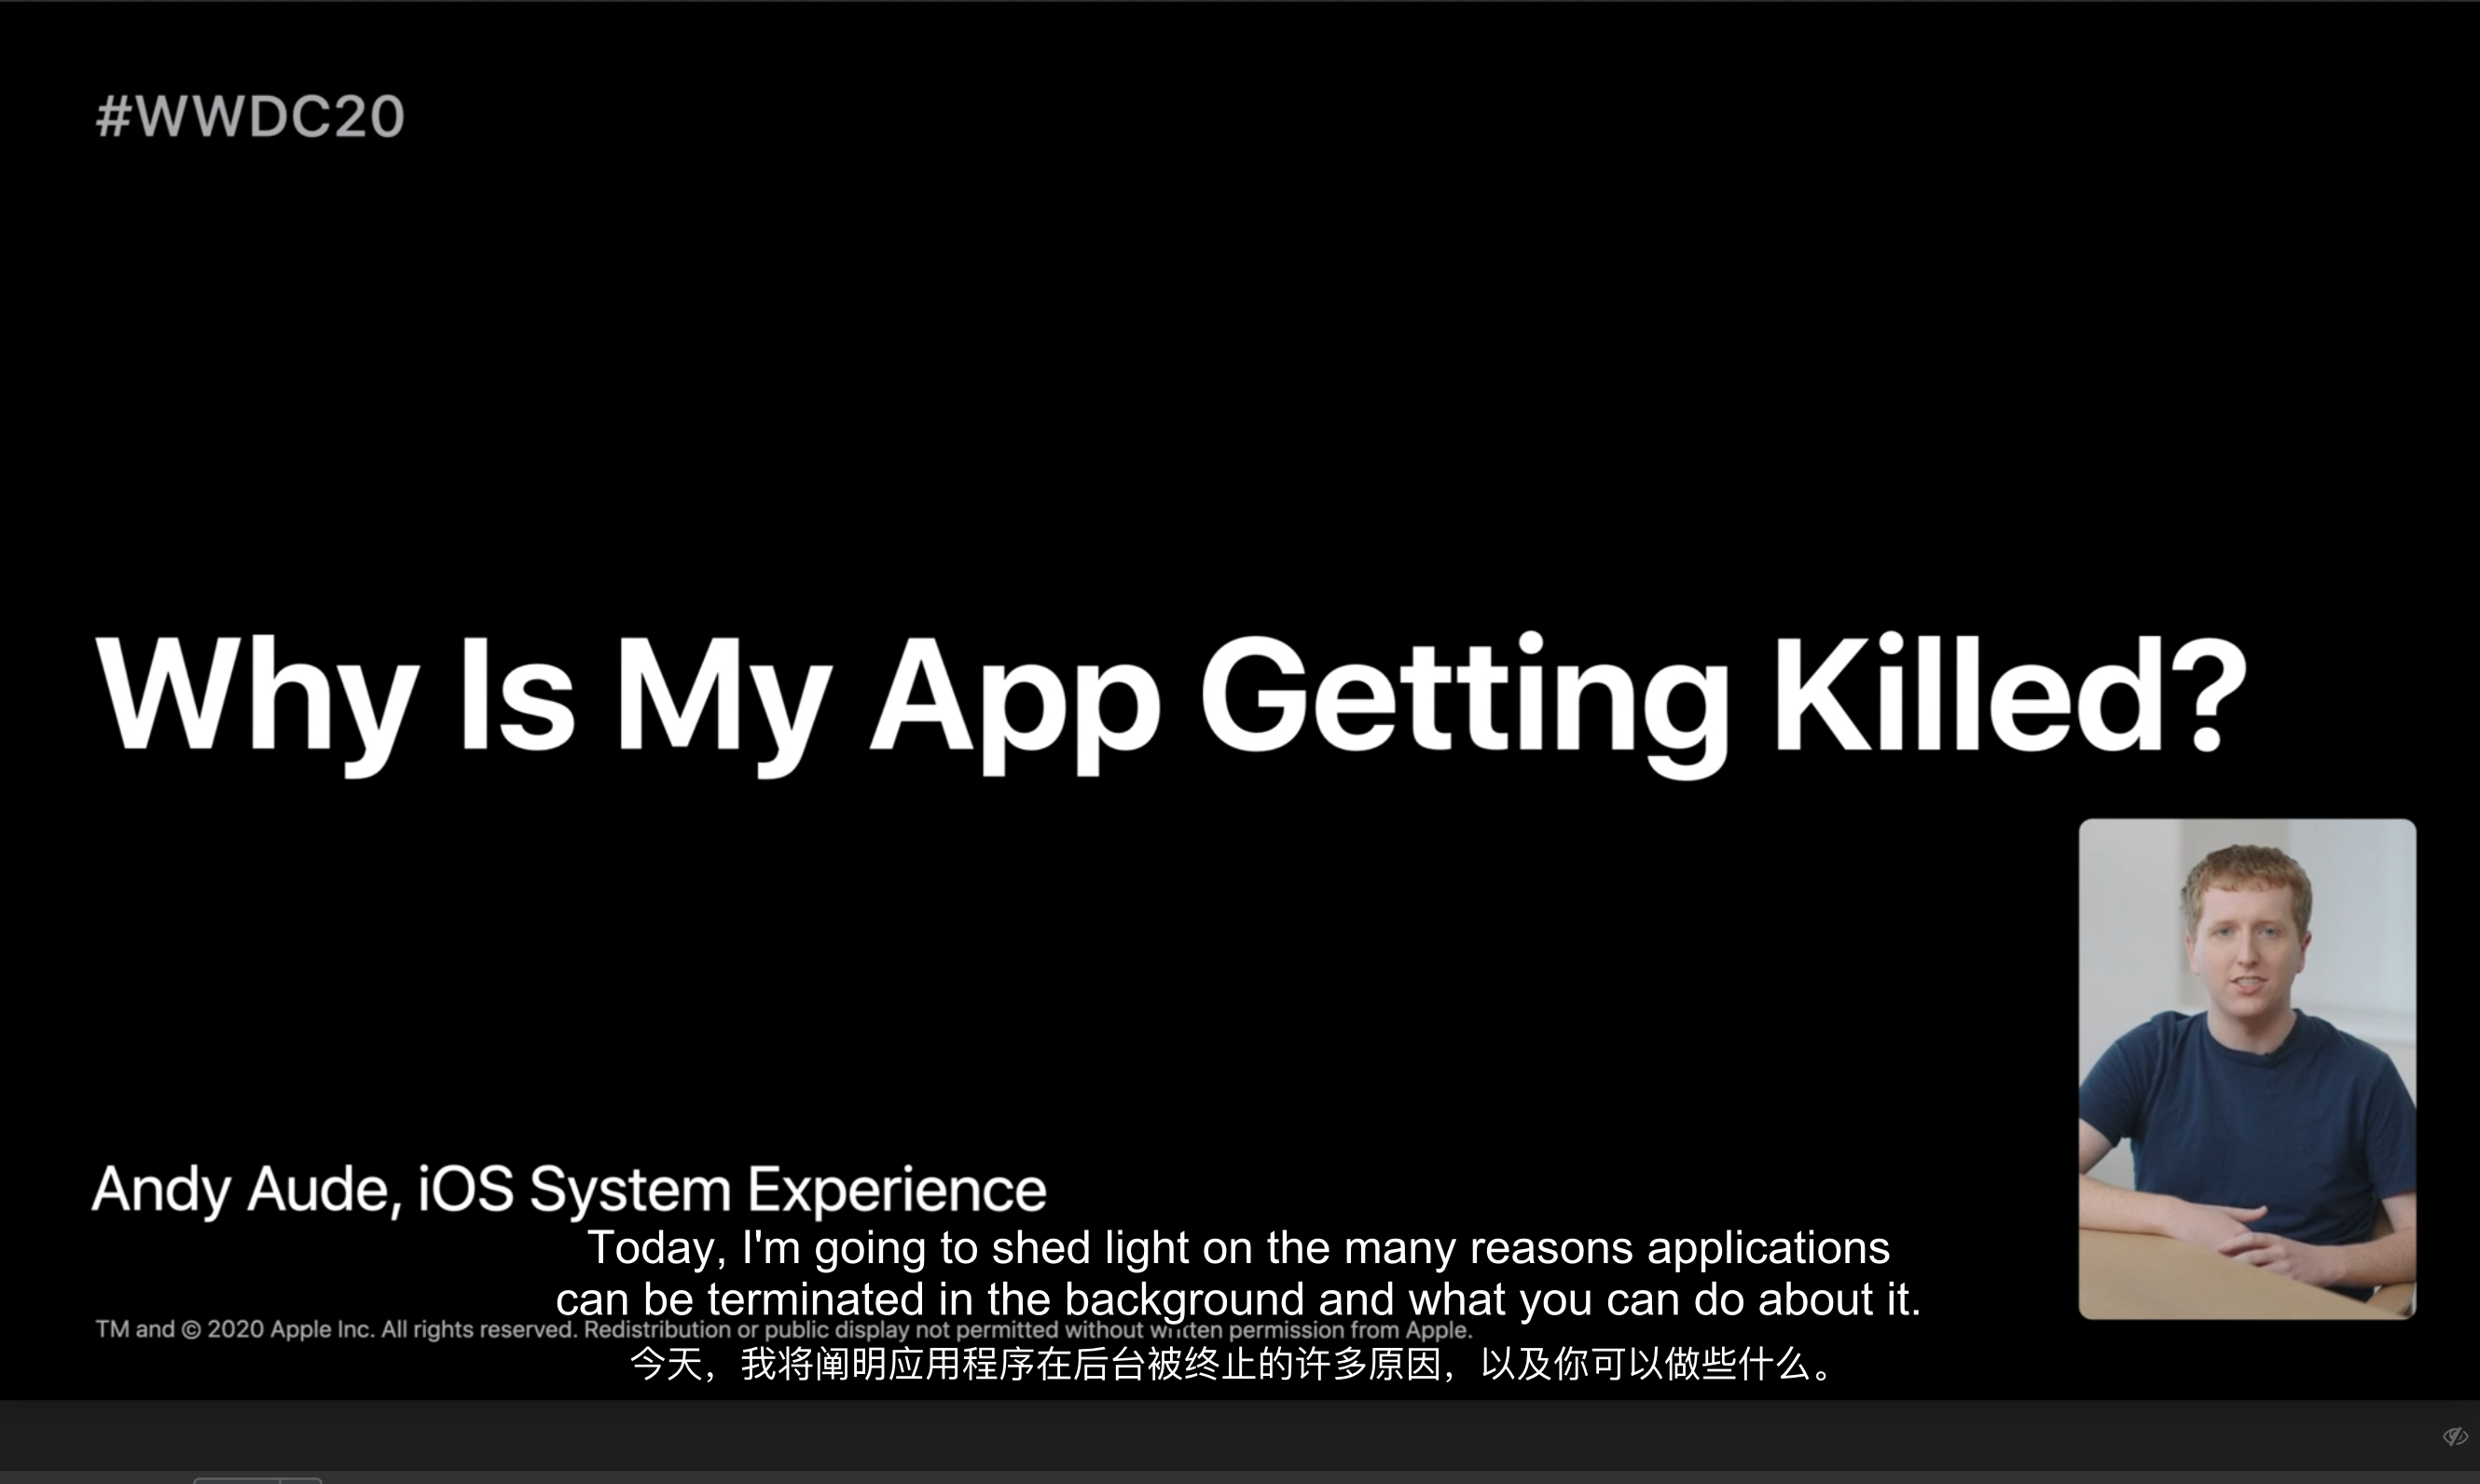 #WWDC20
Why Is My App Getting Killed?
Andy Aude, iOS System Experience
Today, I'm going to shed light on the many reasons applications
can be terminated in the background and what you can do about it.
TM and © 2020 Apple Inc. All rights reserved. Redistribution or public display not permitted without written permission from Apple.
今天，我将阐明应用程序在后台被终止的许多原因，以及你可以做些什么。